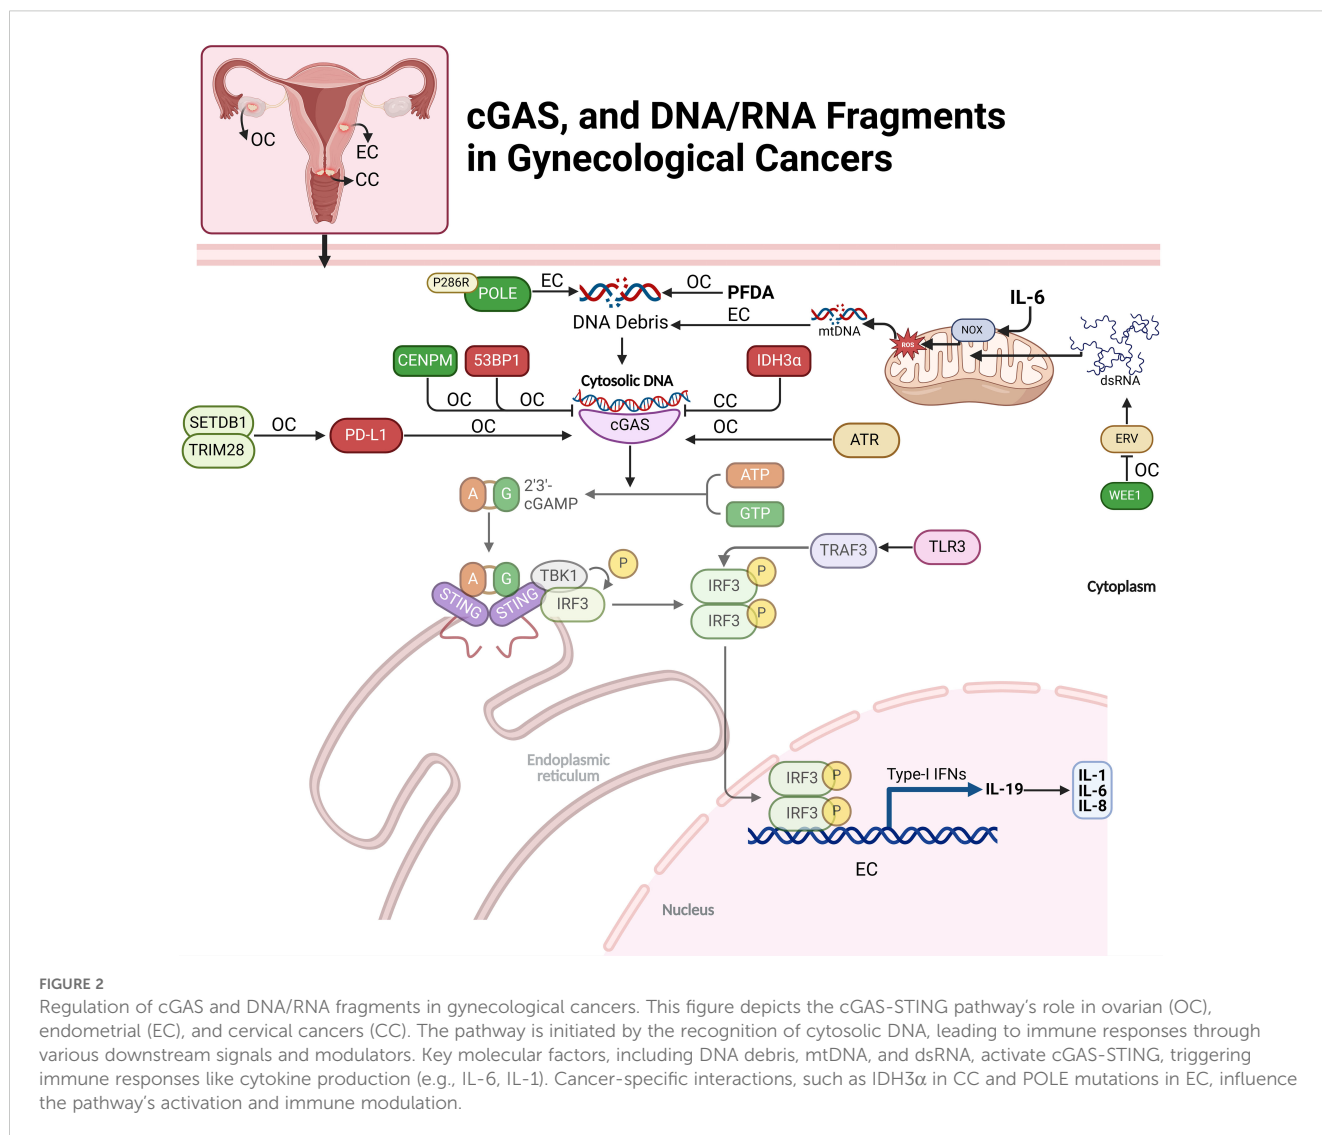 cGAS, and DNA/RNA Fragments
in Gynecological Cancers
OC
EC
CC
P286R
POLE
EC
OC
PFDA
DNA Debris
EC
mtDNA
ROS
NOX
IL-6
dsRNA
CENPM
53BP1
IDH3α
Cytosolic DNA
OC
OC
CC
cGAS
SETDB1
TRIM28
OC
PD-L1
OC
OC
ATR
ERV
OC
WEE1
A
G
2'3'-
cGAMP
ATP
GTP
TRAF3
TLR3
A
G
STING
STING
TBK1
P
IRF3
IRF3
P
IRF3
P
Cytoplasm
Endoplasmic
reticulum
IRF3
P
IRF3
P
Type-I IFNs
IL-19
IL-1
IL-6
IL-8
EC
Nucleus
FIGURE 2
Regulation of cGAS and DNA/RNA fragments in gynecological cancers. This figure depicts the cGAS-STING pathway's role in ovarian (OC),
endometrial (EC), and cervical cancers (CC). The pathway is initiated by the recognition of cytosolic DNA, leading to immune responses through
various downstream signals and modulators. Key molecular factors, including DNA debris, mtDNA, and dsRNA, activate cGAS-STING, triggering
immune responses like cytokine production (e.g., IL-6, IL-1). Cancer-specific interactions, such as IDH3α in CC and POLE mutations in EC, influence
the pathway's activation and immune modulation.